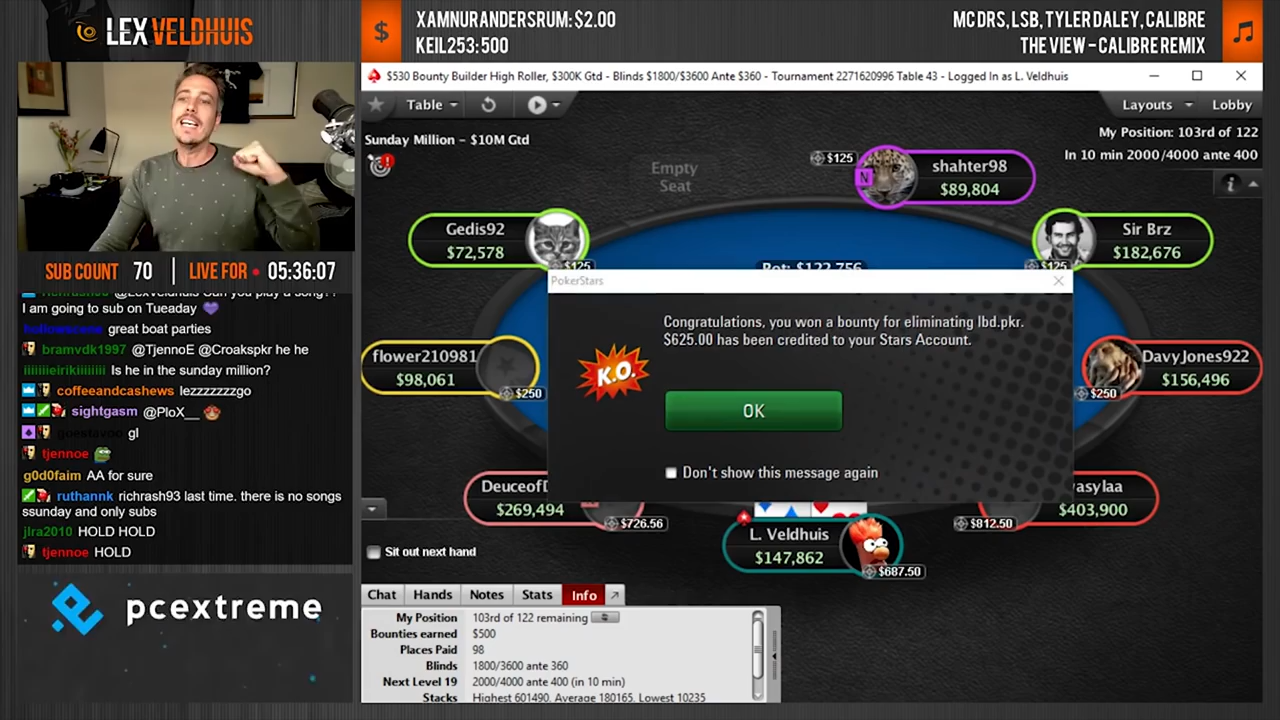 LEX VELDHUIS
$
XAMNURANDERSRUM: $2.00
KEIL253: 500
MC DRS, LSB, TYLER DALEY, CALIBRE
THE VIEW - CALIBRE REMIX
$530 Bounty Builder High Roller, $300K Gtd - Blinds $1800/$3600 Ante $360 - Tournament 2271620996 Table 43 - Logged In as L. Veldhuis
Table
Layouts
Lobby
Sunday Million - $10M Gtd
My Position: 103rd of 122
In 10 min 2000/4000 ante 400
Empty
Seat
$125
N
shahter98
$89,804
Gedis92
$72,578
$125
Sir Brz
$182,676
$125
Pot: $122,756
flower210981
$98,061
$250
DavyJones922
$156,496
$250
PokerStars
Congratulations, you won a bounty for eliminating lbd.pkr.
$625.00 has been credited to your Stars Account.
K.O.
OK
Don't show this message again
$269,494
$726.56
asylaa
$403,900
$812.50
L. Veldhuis
$147,862
$687.50
Sit out next hand
Chat
Hands
Notes
Stats
Info
My Position 103rd of 122 remaining
Bounties earned $500
Places Paid 98
Blinds 1800/3600 ante 360
Next Level 19 2000/4000 ante 400 (in 10 min)
Stacks Highest 601490, Average 180165, Lowest 10235
SUB COUNT 70 | LIVE FOR 05:36:07
I am going to sub on Tueaday
great boat parties
bramvdk1997 @TjennoE @Croakspkr he he
Is he in the sunday million?
coffeeandcashews lezzzzzzgo
sightgasm @PloX__
goestavoo gl
tjennoe
g0d0faim AA for sure
ruthannk richrash93 last time. there is no songs
ssunday and only subs
jlra2010 HOLD HOLD
tjennoe HOLD
pcextreme